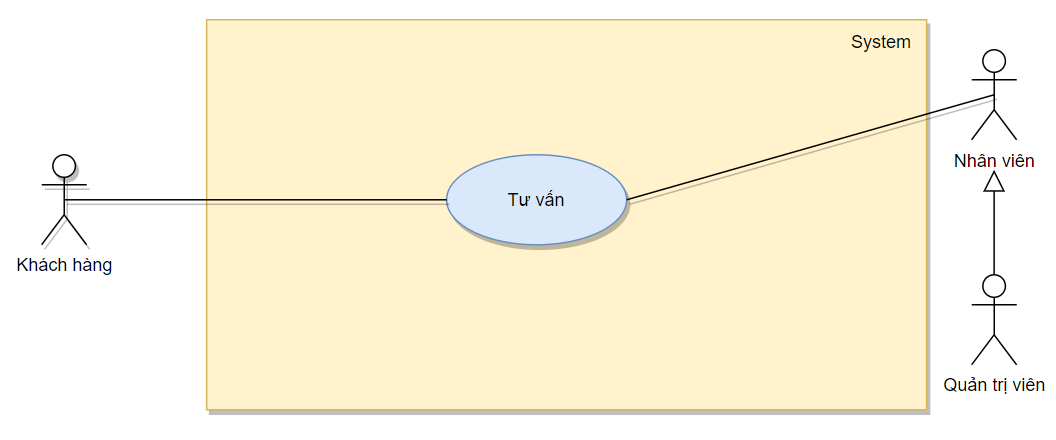 System
Nhân viên
Tư vấn
Khách hàng
Quản trị viên